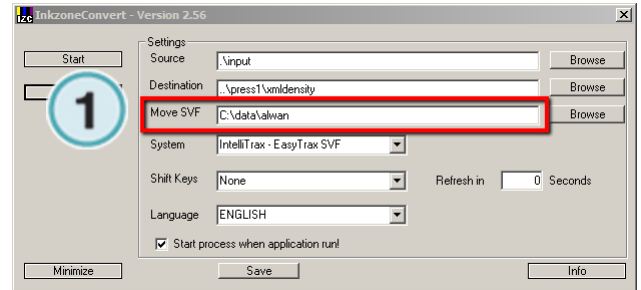 izc InkzoneConvert - Version 2.56
Settings
Start
Source .\input Browse
Destination ..\press1\xmldensity Browse
1
Move SVF C:\data\alwan Browse
System IntelliTrax - EasyTrax SVF
Shift Keys None Refresh in 0 Seconds
Language ENGLISH
Start process when application run!
Minimize Save Info